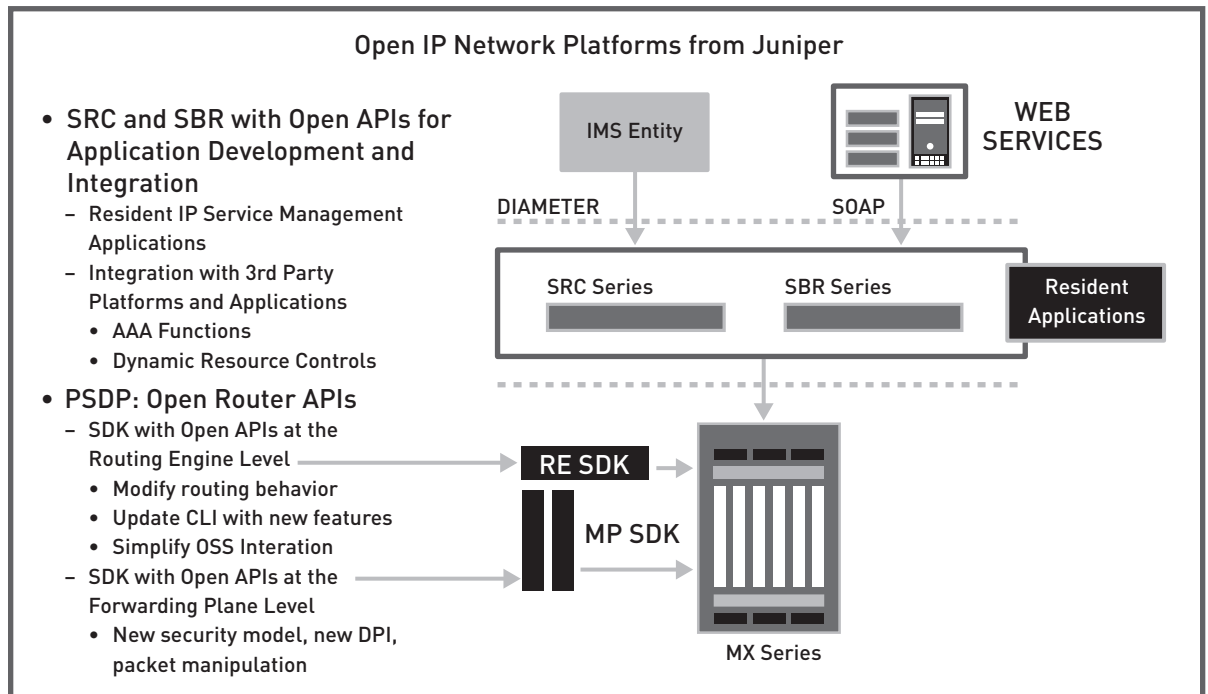 Open IP Network Platforms from Juniper
• SRC and SBR with Open APIs for
Application Development and
Integration
– Resident IP Service Management
Applications
– Integration with 3rd Party
Platforms and Applications
• AAA Functions
• Dynamic Resource Controls
• PSDP: Open Router APIs
– SDK with Open APIs at the
Routing Engine Level
• Modify routing behavior
• Update CLI with new features
• Simplify OSS Interation
– SDK with Open APIs at the
Forwarding Plane Level
• New security model, new DPI,
packet manipulation
IMS Entity
WEB
SERVICES
DIAMETER
SOAP
SRC Series
SBR Series
Resident
Applications
RE SDK
MP SDK
MX Series